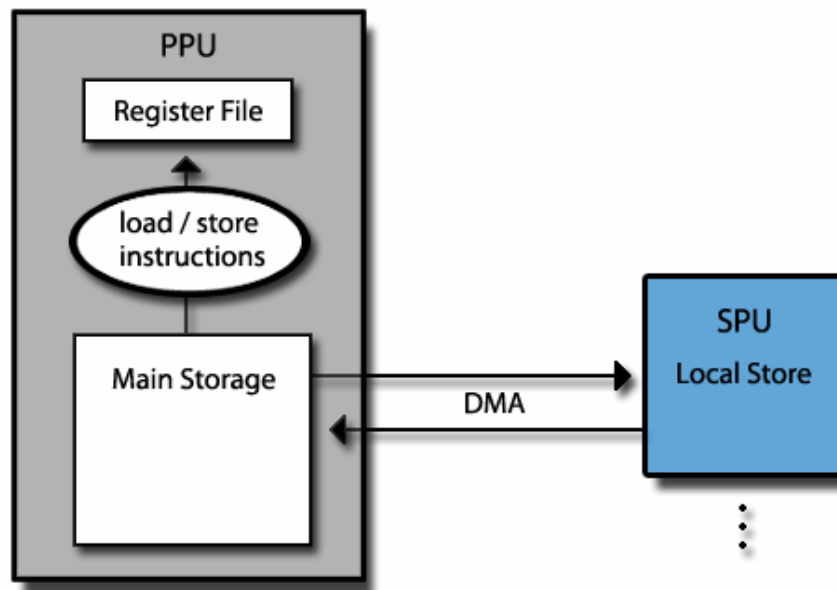 PPU
Register File
load / store
instructions
Main Storage
DMA
SPU
Local Store